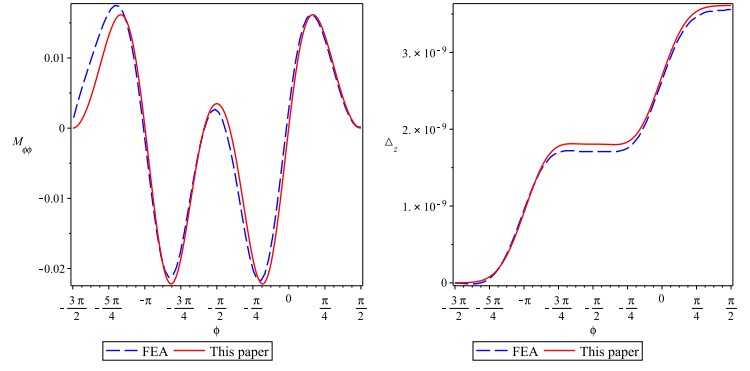 0.01
M_ϕϕ
0
-0.01
-0.02
-3π/2 -5π/4 -π -3π/4 -π/2 -π/4 0 π/4 π/2
ϕ
FEA This paper
3. × 10⁻⁹
2. × 10⁻⁹
△_z
1. × 10⁻⁹
0
-3π/2 -5π/4 -π -3π/4 -π/2 -π/4 0 π/4 π/2
ϕ
FEA This paper